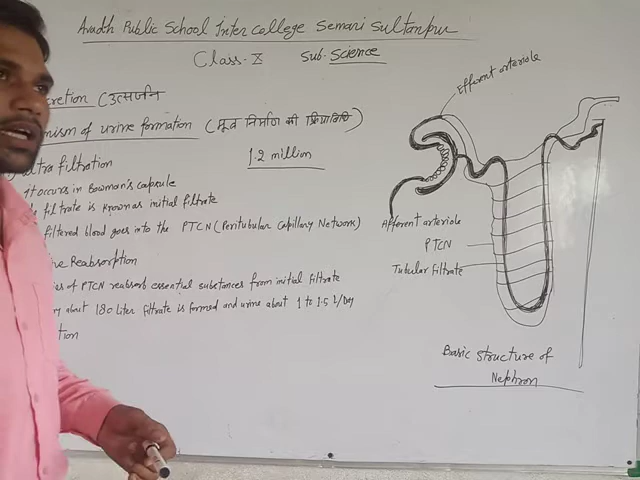 Avadh Public School Inter College Semari Sultanpur
Class-X Sub. Science
cretion (उत्सर्जन)
nism of urine formation (मूत्र निर्माण की क्रियाविधि)
1.2 million
ltra filtration
it occurs in Bowman's capsule
filtrate is known as initial filtrate
filtered blood goes into the PTCN (Peritubular Capillary Network)
Reabsorption
of PTCN reabsorb essential substances from initial filtrate
about 180 liter filtrate is formed and urine about 1 to 1.5 l/Day
tion
Efferent arteriole
Afferent arteriole
PTCN
Tubular filtrate
Basic structure of
Nephron